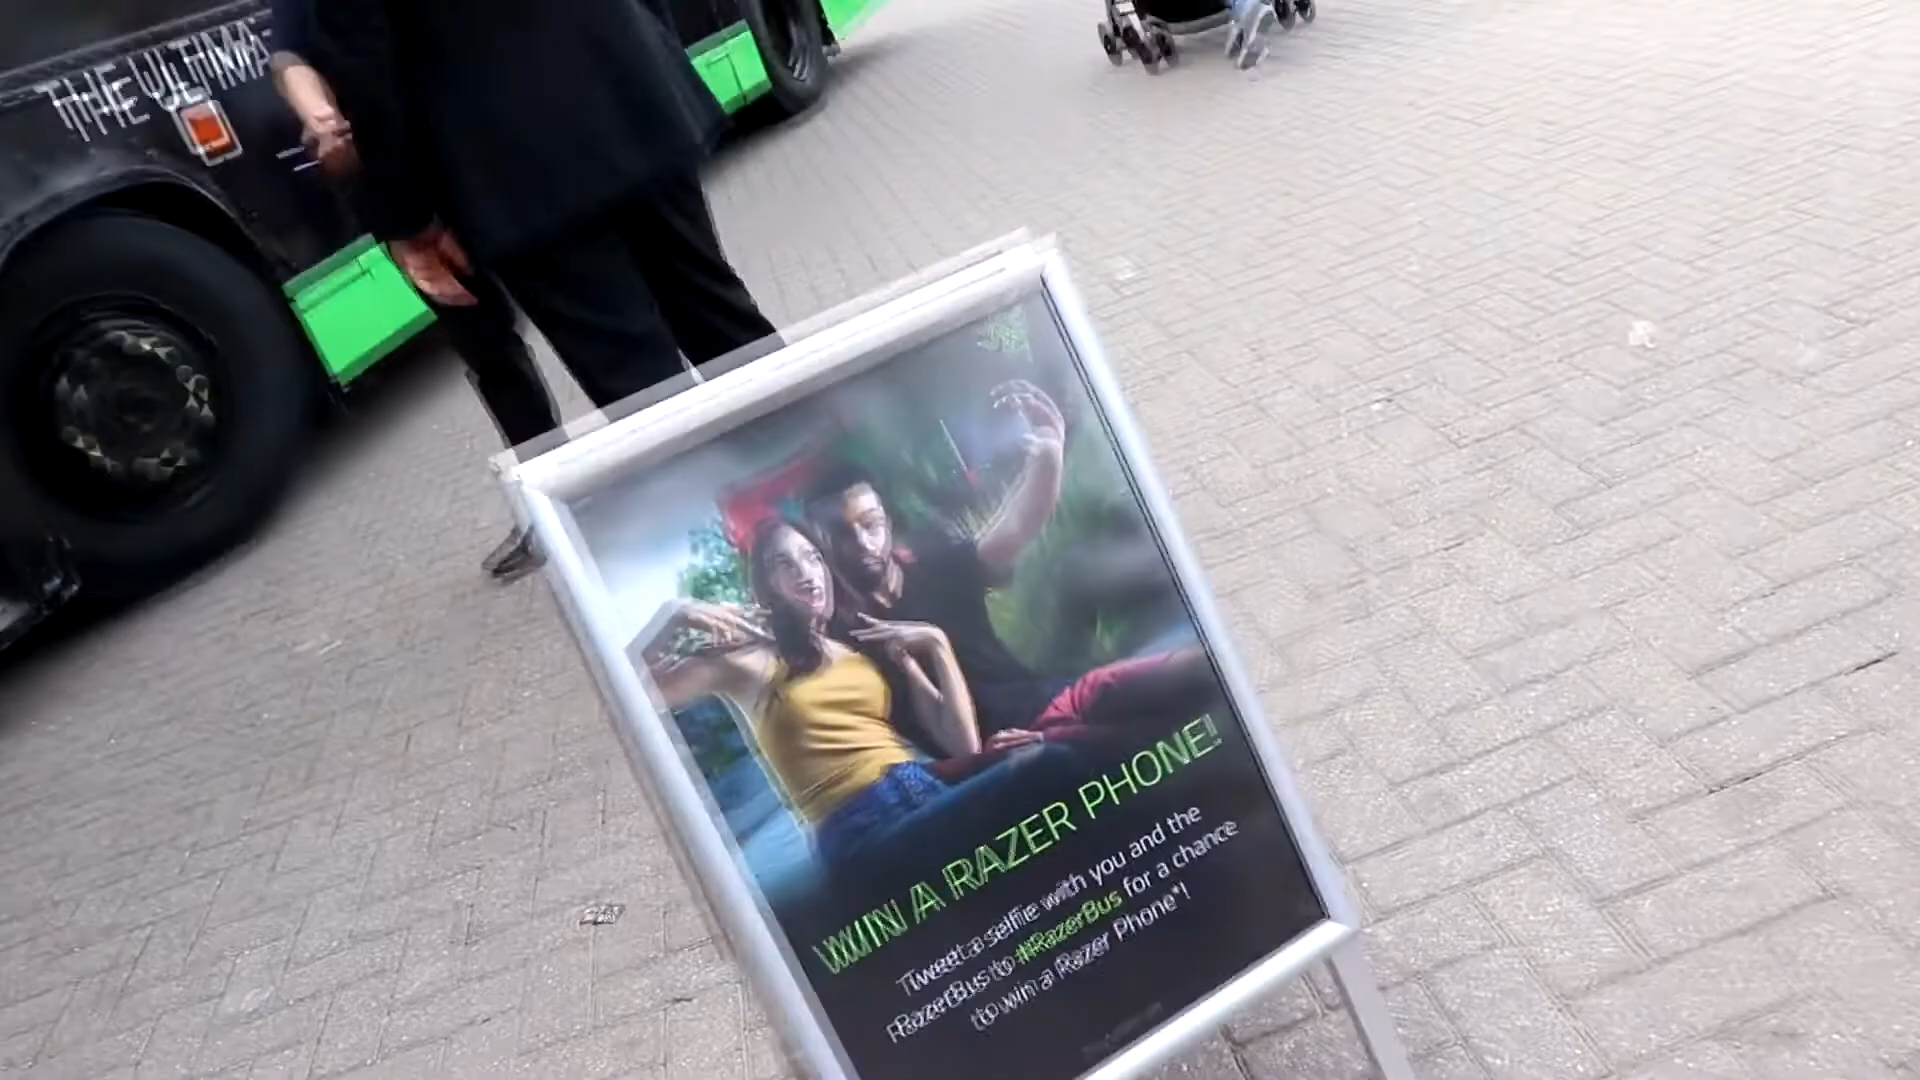 THE ULTIMA
WIN A RAZER PHONE!
Tweet a selfie with you and the
RazerBus to #RazerBus for a chance
to win a Razer Phone*!